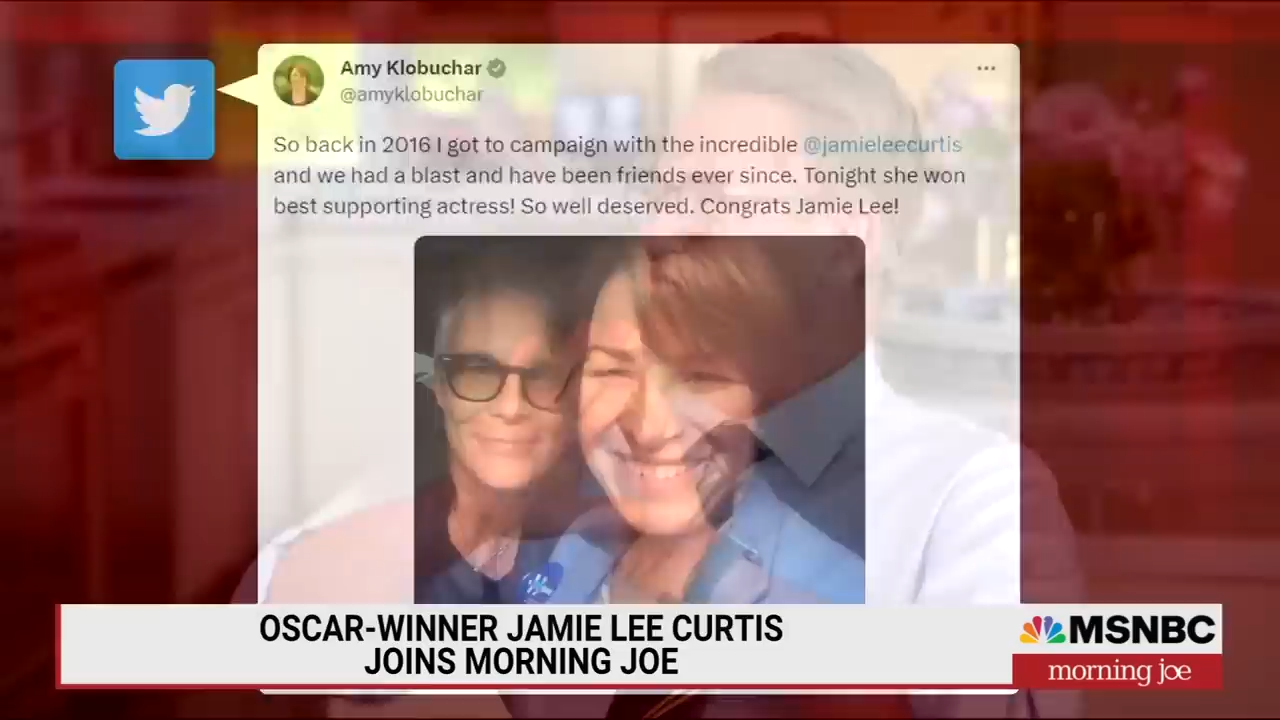 Amy Klobuchar
@amyklobuchar
So back in 2016 I got to campaign with the incredible @jamieleecurtis
and we had a blast and have been friends ever since. Tonight she won
best supporting actress! So well deserved. Congrats Jamie Lee!
OSCAR-WINNER JAMIE LEE CURTIS
JOINS MORNING JOE
MSNBC
morning joe